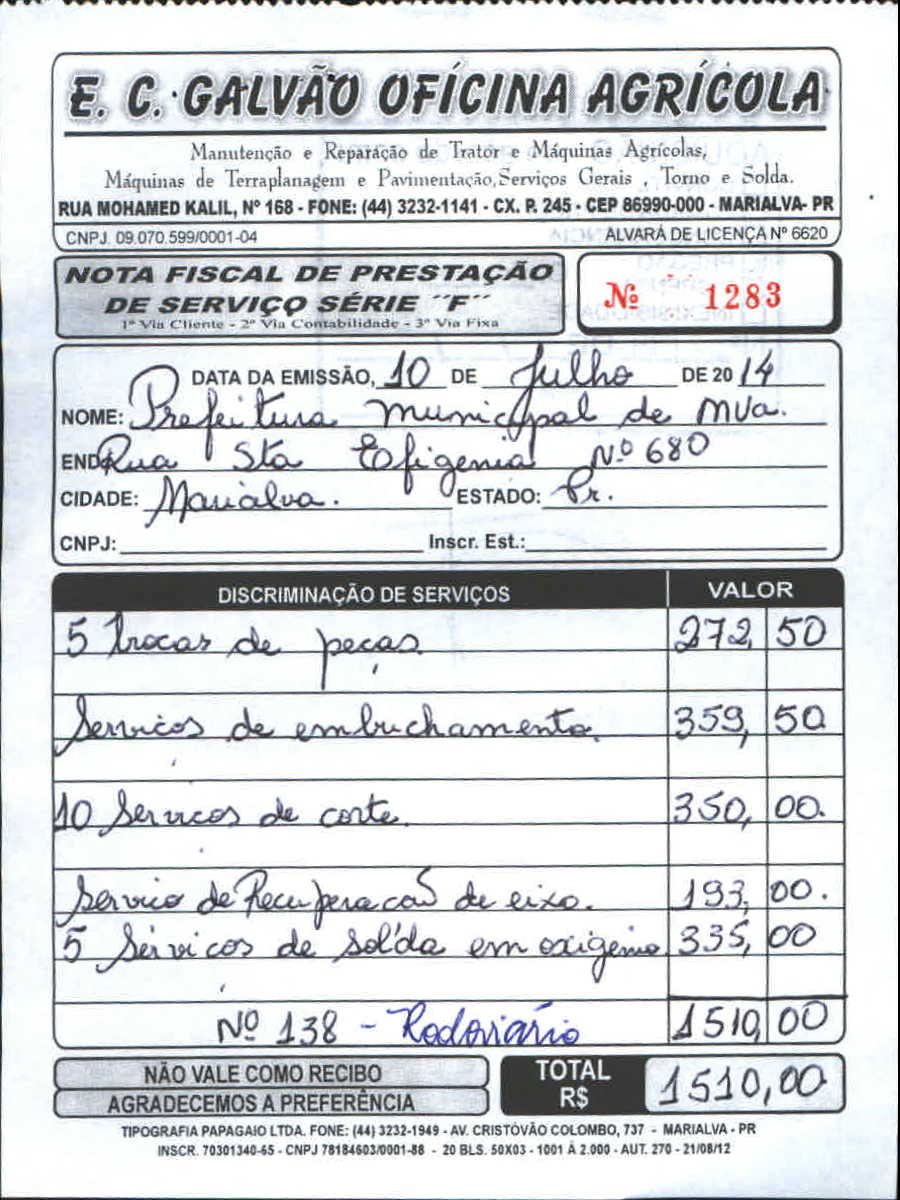 E. C. GALVÃO OFÍCINA AGRÍCOLA
Manutenção e Reparação de Trator e Máquinas Agrícolas,
Máquinas de Terraplanagem e Pavimentação, Serviços Gerais , Torno e Solda.
RUA MOHAMED KALIL, Nº 168 - FONE: (44) 3232-1141 - CX. P. 245 - CEP 86990-000 - MARIALVA- PR
CNPJ. 09.070.599/0001-04 ALVARÁ DE LICENÇA Nº 6620
NOTA FISCAL DE PRESTAÇÃO
DE SERVIÇO SÉRIE "F"
1ª Via Cliente - 2ª Via Contabilidade - 3ª Via Fixa
Nº 1283
DATA DA EMISSÃO, 10 DE Julho DE 2014
NOME: Prefeitura municipal de Mva.
END Rua Sta Efigenia Nº 680
CIDADE: Marialva. ESTADO: Pr.
CNPJ: Inscr. Est.:
DISCRIMINAÇÃO DE SERVIÇOS VALOR
5 trocas de peças 272, 50
Serviços de embuchamento. 359, 50
10 Servicos de corte. 350, 00.
Servico de Recuperacaõ de eixo. 193, 00.
5 Servicos de solda em oxigenio 335, 00
Nº 138 - Rodoviário 1510, 00
NÃO VALE COMO RECIBO
AGRADECEMOS A PREFERÊNCIA
TOTAL R$ 1510,00
TIPOGRAFIA PAPAGAIO LTDA. FONE: (44) 3232-1949 - AV. CRISTÓVÃO COLOMBO, 737 - MARIALVA - PR
INSCR. 70301340-65 - CNPJ 78184603/0001-88 - 20 BLS. 50X03 - 1001 À 2.000 - AUT. 270 - 21/08/12